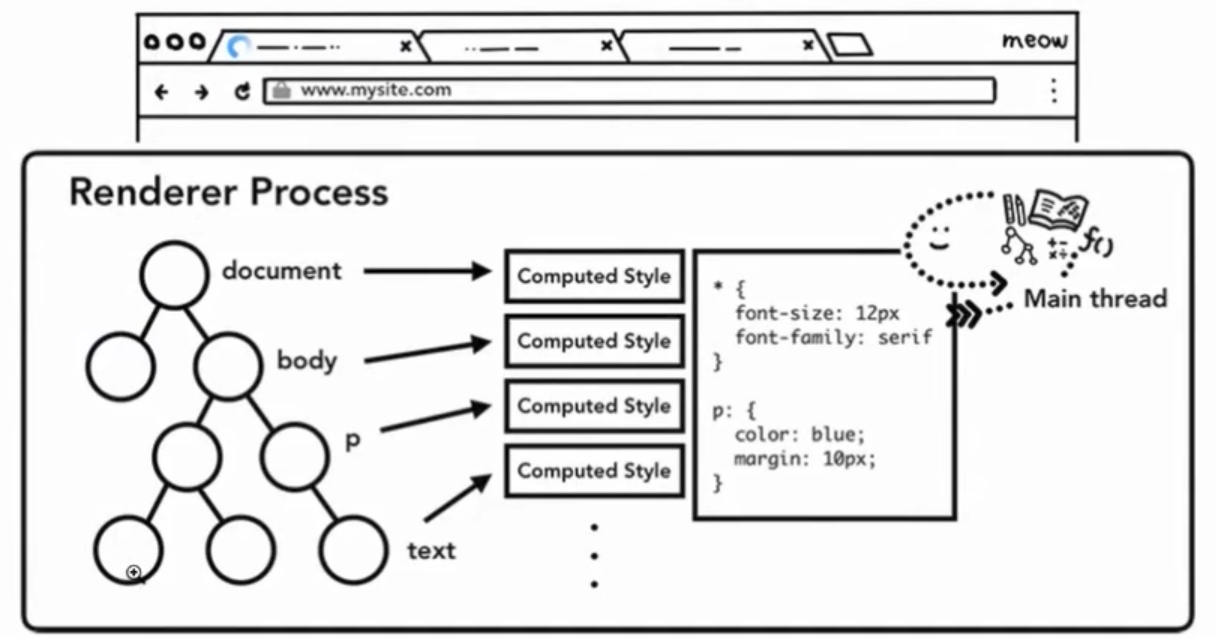 meow
www.mysite.com
Renderer Process
document
body
p
text
Computed Style
Computed Style
Computed Style
Computed Style
* {
font-size: 12px
font-family: serif
}
p: {
color: blue;
margin: 10px;
}
+-
×÷
f()
Main thread